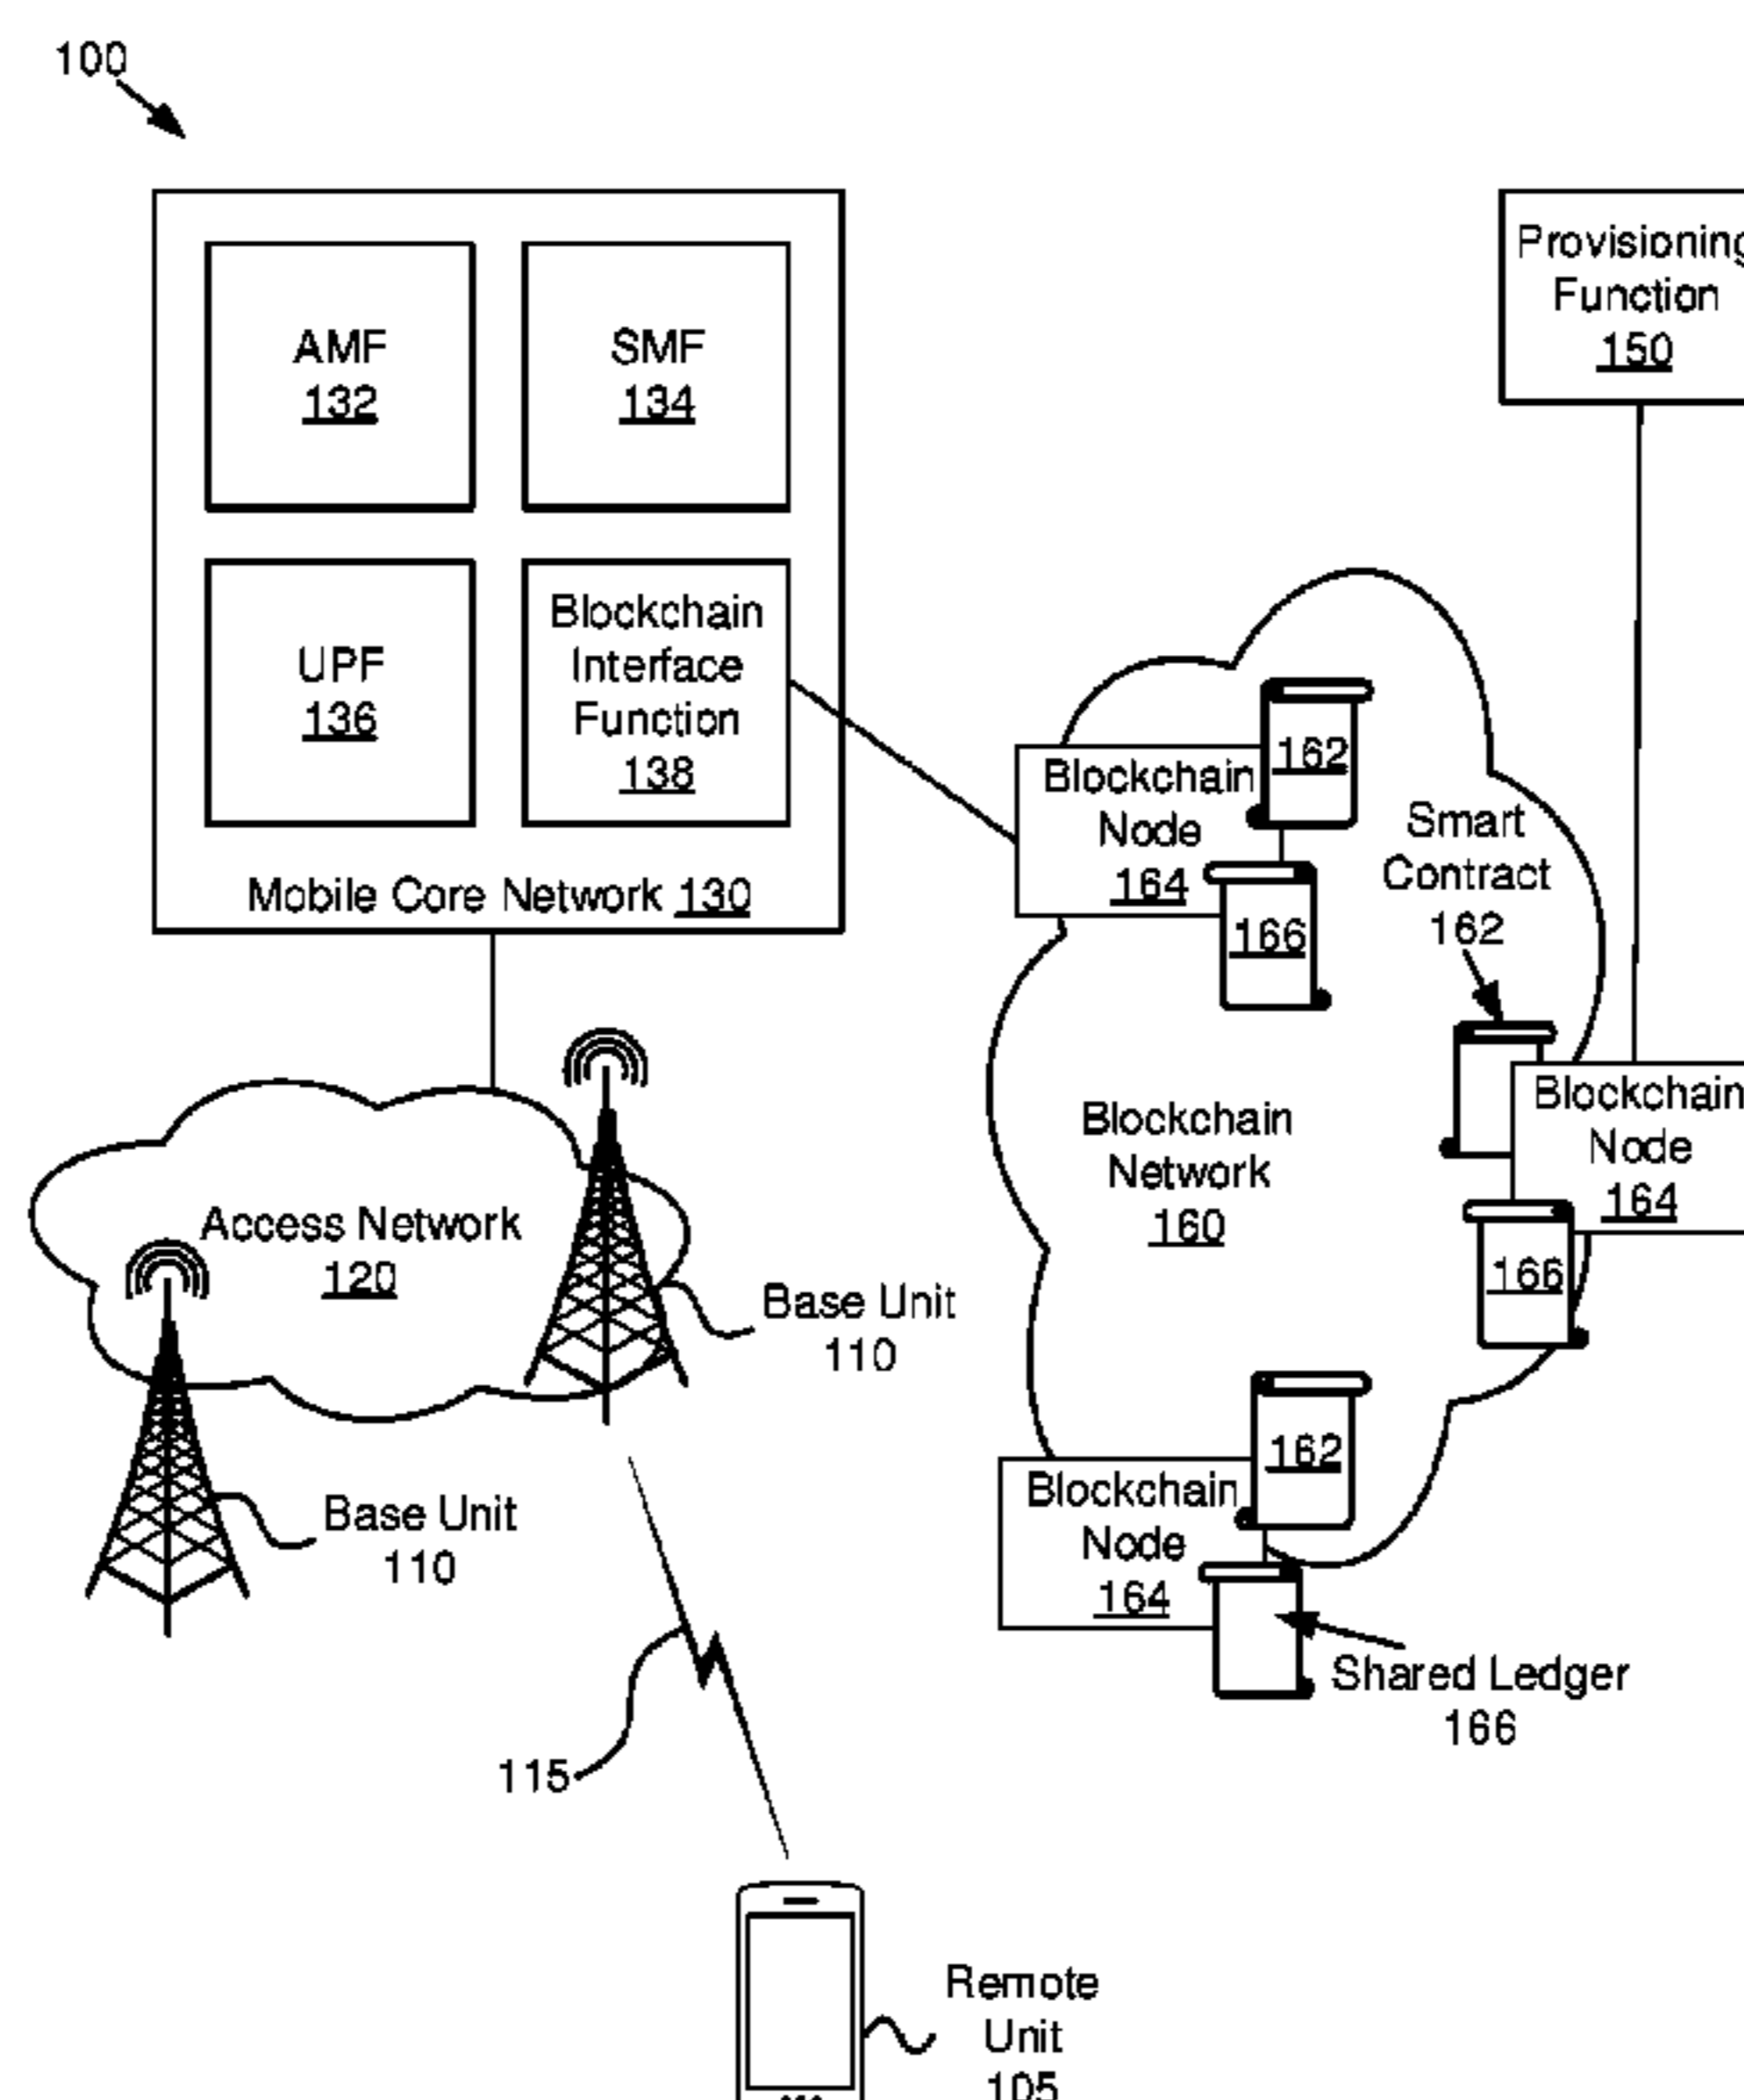 100
AMF
132
SMF
134
UPF
136
Blockchain
Interface
Function
138
Mobile Core Network 130
Provisioning
Function
150
Blockchain
Node
164
162
166
Smart
Contract
162
Blockchain
Network
160
Blockchain
Node
164
166
Access Network
120
Base Unit
110
Base Unit
110
Blockchain
Node
164
162
Shared Ledger
166
115
Remote
Unit
105